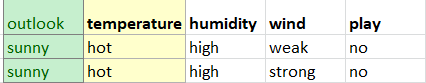 outlook temperature humidity wind play
sunny hot high weak no
sunny hot high strong no